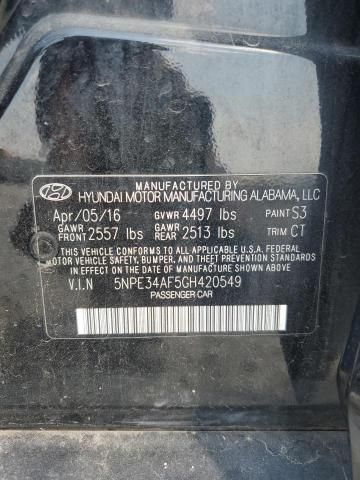 MANUFACTURED BY
HYUNDAI MOTOR MANUFACTURING ALABAMA, LLC
Apr/05/16 GVWR 4497 lbs PAINT S3
GAWR FRONT 2557 lbs GAWR REAR 2513 lbs TRIM CT
THIS VEHICLE CONFORMS TO ALL APPLICABLE U.S.A. FEDERAL
MOTOR VEHICLE SAFETY, BUMPER, AND THEFT PREVENTION
STANDARDS IN EFFECT ON THE DATE OF MANUFACTURE SHOWN ABOVE.
V.I.N 5NPE34AF5GH420549
PASSENGER CAR